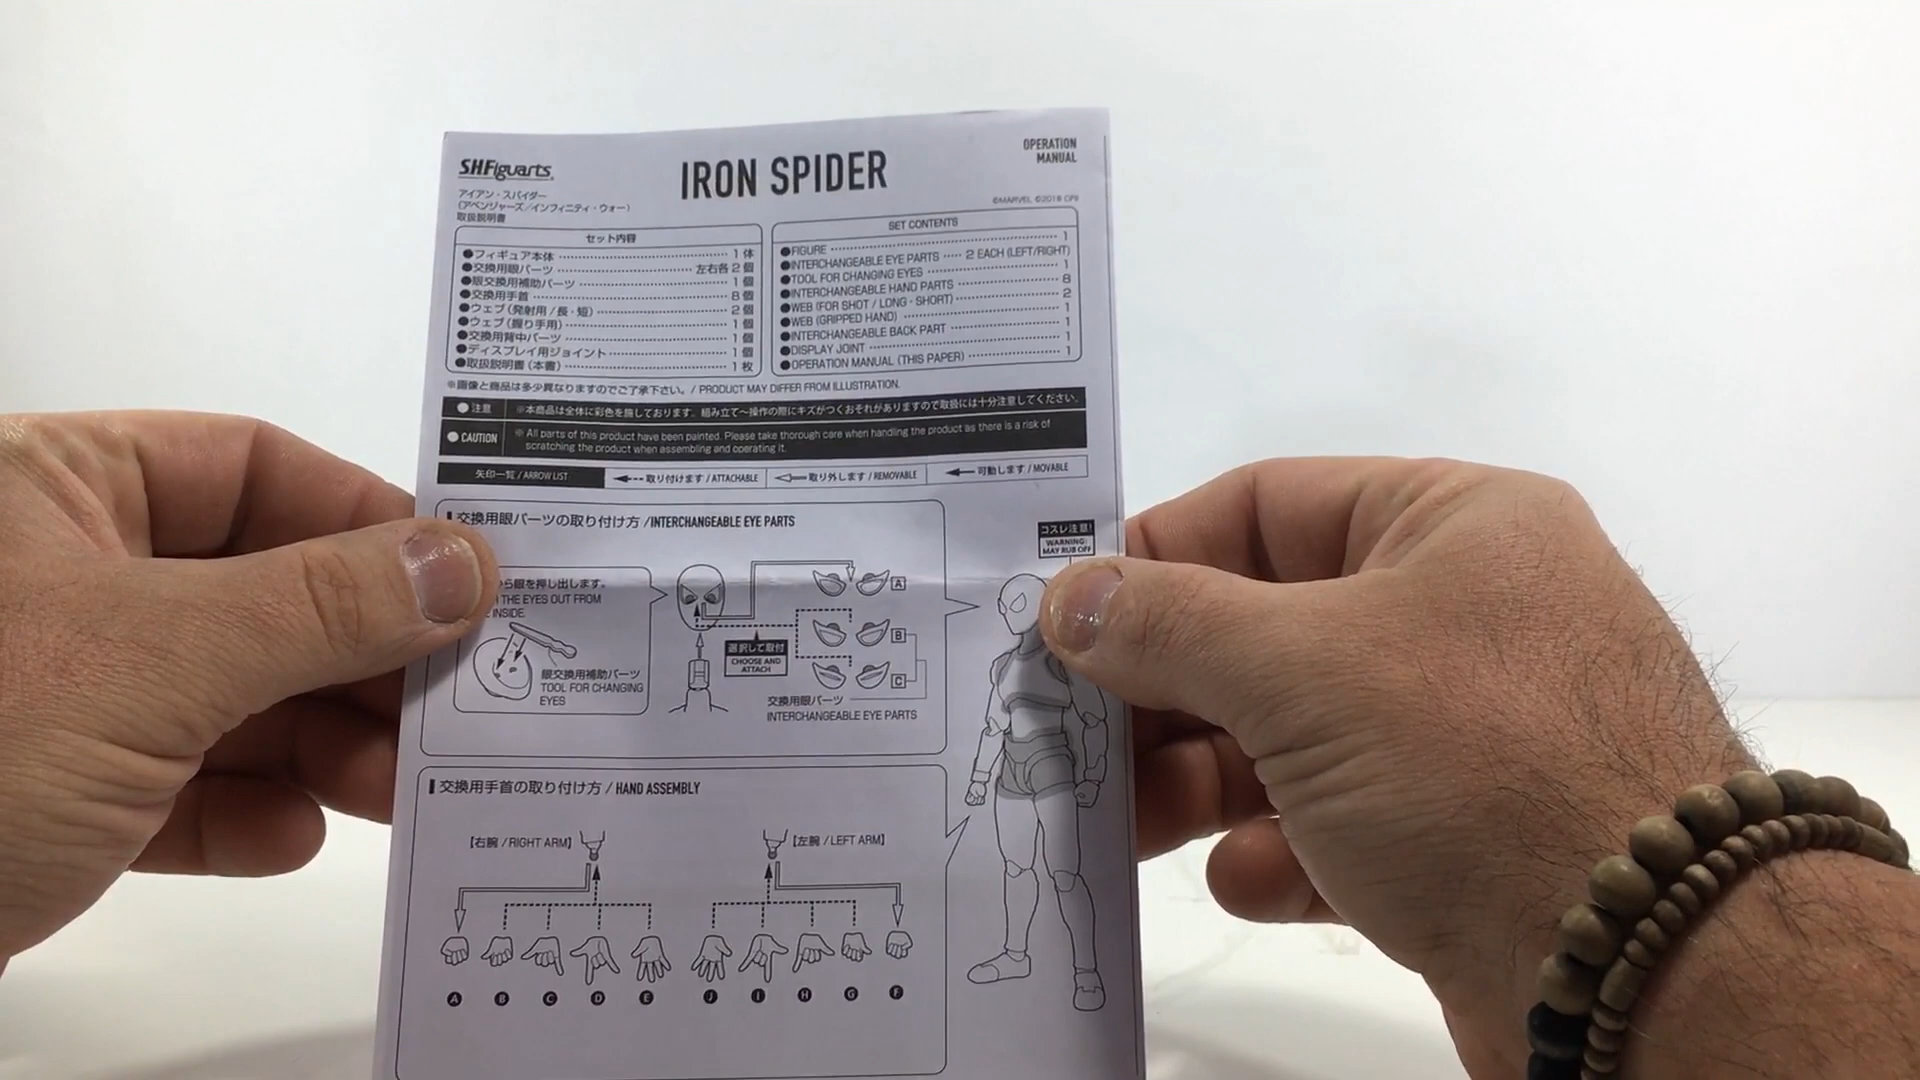 S.H.Figuarts
IRON SPIDER
OPERATION
MANUAL
アイアン・スパイダー
(アベンジャーズ/インフィニティ・ウォー)
取扱説明書
©MARVEL ©2018 CPII
セット内容
●フィギュア本体 1体
●交換用眼パーツ 左右各2個
●眼交換用補助パーツ 1個
●交換用手首 8個
●ウェブ(発射用/長・短) 2個
●ウェブ(握り手用) 1個
●交換用背中パーツ 1個
●ディスプレイ用ジョイント 1個
●取扱説明書(本書) 1枚
SET CONTENTS
●FIGURE 1
●INTERCHANGEABLE EYE PARTS 2 EACH (LEFT/RIGHT)
●TOOL FOR CHANGING EYES 1
●INTERCHANGEABLE HAND PARTS 8
●WEB (FOR SHOT / LONG・SHORT) 2
●WEB (GRIPPED HAND) 1
●INTERCHANGEABLE BACK PART 1
●DISPLAY JOINT 1
●OPERATION MANUAL (THIS PAPER) 1
※画像と商品は多少異なりますのでご了承下さい。/ PRODUCT MAY DIFFER FROM ILLUSTRATION.
●注意 ※本商品は全体に彩色を施しております。組み立て～操作の際にキズがつくおそれがありますので取扱には十分注意してください。
●CAUTION ※ All parts of this product have been painted. Please take thorough care when handling the product as there is a risk of
scratching the product when assembling and operating it.
矢印一覧 / ARROW LIST 取り付けます / ATTACHABLE 取り外します / REMOVABLE 可動します / MOVABLE
交換用眼パーツの取り付け方 /INTERCHANGEABLE EYE PARTS
コスレ注意!
WARNING:
MAY RUB OFF
ら眼を押し出します。
THE EYES OUT FROM
INSIDE.
眼交換用補助パーツ
TOOL FOR CHANGING
EYES
選択して取付
CHOOSE AND
ATTACH
A
B
C
交換用眼パーツ
INTERCHANGEABLE EYE PARTS
交換用手首の取り付け方 / HAND ASSEMBLY
【右腕 /RIGHT ARM】 【左腕 /LEFT ARM】
A B C D E J I H G F